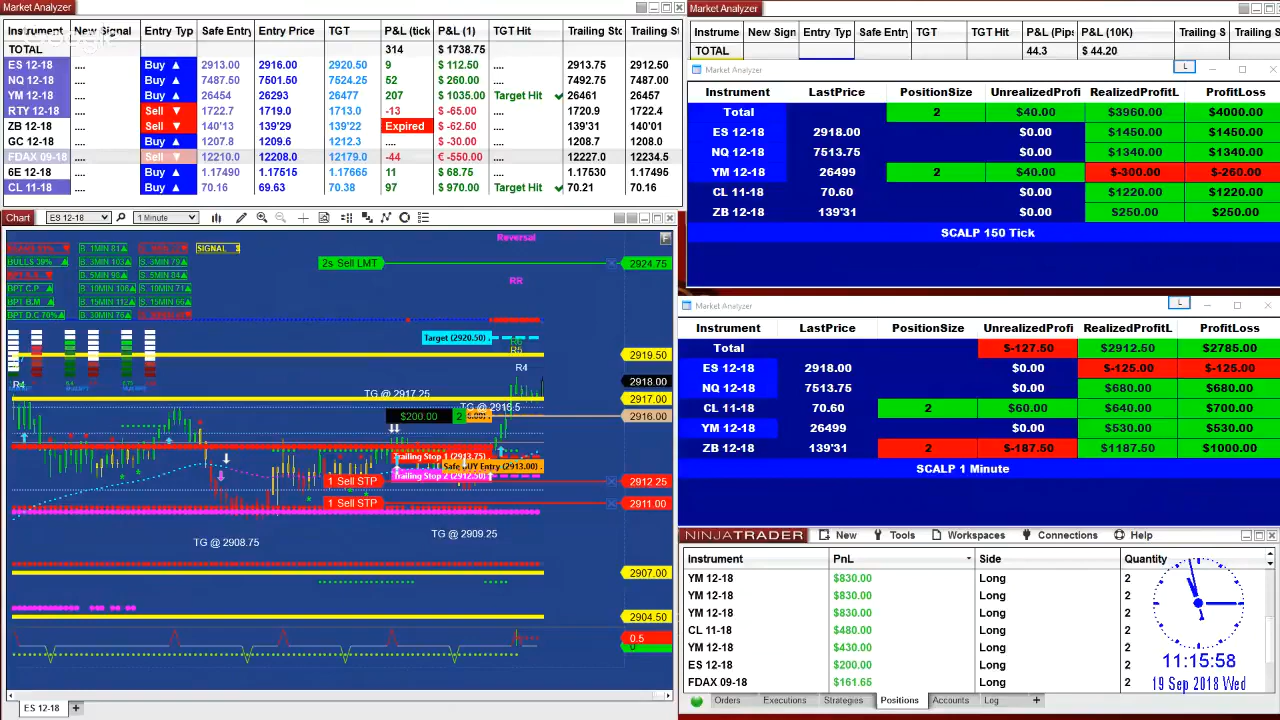 Market Analyzer
Instrument New Signal Entry Typ Safe Entry Entry Price TGT P&L (tick P&L (1) TGT Hit Trailing Sto Trailing St
TOTAL 314 $ 1738.75
ES 12-18 .... Buy ▲ 2913.00 2916.00 2920.50 9 $ 112.50 .... 2913.75 2912.50
NQ 12-18 .... Buy ▲ 7487.50 7501.50 7524.25 52 $ 260.00 .... 7492.75 7487.00
YM 12-18 .... Buy ▲ 26454 26293 26477 207 $ 1035.00 Target Hit 26461 26457
RTY 12-18 .... Sell ▼ 1722.7 1719.0 1713.0 -13 $ -65.00 .... 1720.9 1722.4
ZB 12-18 .... Sell ▼ 140'13 139'29 139'22 Expired $ -62.50 .... 139'31 140'01
GC 12-18 .... Buy ▲ 1207.8 1209.6 1212.3 .... $ -30.00 .... 1208.7 1208.0
FDAX 09-18 .... Sell ▼ 12210.0 12208.0 12179.0 -44 € -550.00 .... 12227.0 12234.5
6E 12-18 .... Buy ▲ 1.17490 1.17515 1.17665 11 $ 68.75 .... 1.17530 1.17495
CL 11-18 .... Buy ▲ 70.16 69.63 70.38 97 $ 970.00 Target Hit 70.21 70.16
Market Analyzer
Instrume New Sign Entry Typ Safe Entr TGT TGT Hit P&L (Pips P&L (10K) Trailing S Trailing S
TOTAL 44.3 $ 44.20
Market Analyzer L
Instrument LastPrice PositionSize UnrealizedProfi RealizedProfitL ProfitLoss
Total 2 $40.00 $3960.00 $4000.00
ES 12-18 2918.00 $0.00 $1450.00 $1450.00
NQ 12-18 7513.75 $0.00 $1340.00 $1340.00
YM 12-18 26499 2 $40.00 $-300.00 $-260.00
CL 11-18 70.60 $0.00 $1220.00 $1220.00
ZB 12-18 139'31 $0.00 $250.00 $250.00
SCALP 150 Tick
Market Analyzer L
Instrument LastPrice PositionSize UnrealizedProfi RealizedProfitL ProfitLoss
Total $-127.50 $2912.50 $2785.00
ES 12-18 2918.00 $0.00 $-125.00 $-125.00
NQ 12-18 7513.75 $0.00 $680.00 $680.00
CL 11-18 70.60 2 $60.00 $640.00 $700.00
YM 12-18 26499 $0.00 $530.00 $530.00
ZB 12-18 139'31 2 $-187.50 $1187.50 $1000.00
SCALP 1 Minute
Chart ES 12-18 1 Minute
Reversal
SIGNAL
F
2s Sell LMT 2924.75
RR
BULLS 30%
BPT C.P
BPT B.M
BPT D.C 70%
Target (2920.50)
R5
2919.50
R4
R4
2918.00
TG @ 2917.25
2917.00
$200.00 2
2916.00
Trailing Stop 1 (2913.75)
Safe BUY Entry (2913.00)
Trailing Stop 2 (2912.50)
1 Sell STP 2912.25
1 Sell STP 2911.00
TG @ 2909.25
TG @ 2908.75
2907.00
2904.50
0.5
0
ES 12-18 +
NINJATRADER New Tools Workspaces Connections Help
Instrument PnL Side Quantity
YM 12-18 $830.00 Long 2
YM 12-18 $830.00 Long 2
YM 12-18 $830.00 Long 2
CL 11-18 $480.00 Long 2
YM 12-18 $430.00 Long 2
ES 12-18 $200.00 Long 2
FDAX 09-18 $161.65 Long 2
11:15:58
19 Sep 2018 Wed
Orders Executions Strategies Positions Accounts Log +